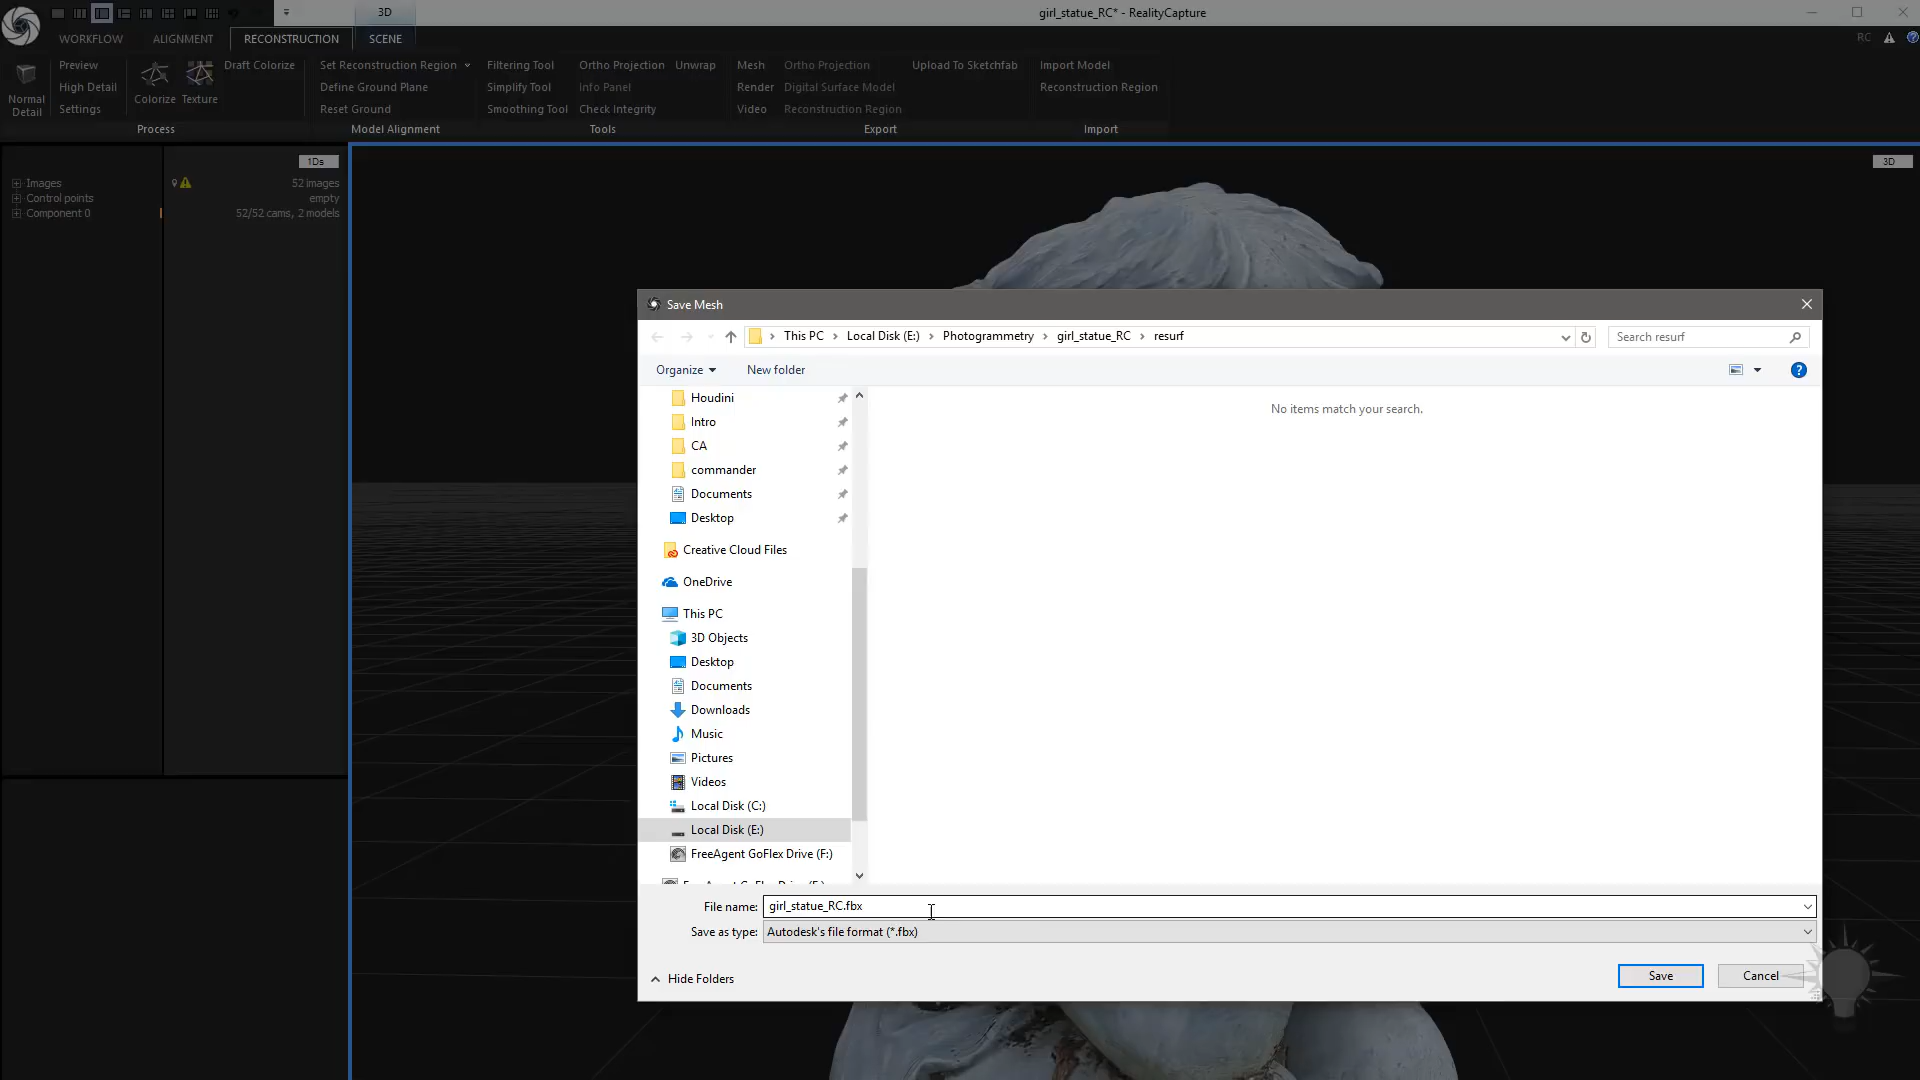 3D
girl_statue_RC* - RealityCapture
WORKFLOW ALIGNMENT RECONSTRUCTION SCENE
RC
Normal Detail
Preview
High Detail
Settings
Colorize
Texture
Draft Colorize
Process
Set Reconstruction Region
Define Ground Plane
Reset Ground
Model Alignment
Filtering Tool
Simplify Tool
Smoothing Tool
Ortho Projection
Info Panel
Check Integrity
Unwrap
Tools
Mesh
Render
Video
Ortho Projection
Digital Surface Model
Reconstruction Region
Upload To Sketchfab
Export
Import Model
Reconstruction Region
Import
1Ds
3D
Images 52 images
Control points empty
Component 0 52/52 cams, 2 models
Save Mesh
This PC > Local Disk (E:) > Photogrammetry > girl_statue_RC > resurf
Search resurf
Organize New folder
No items match your search.
Houdini
Intro
CA
commander
Documents
Desktop
Creative Cloud Files
OneDrive
This PC
3D Objects
Desktop
Documents
Downloads
Music
Pictures
Videos
Local Disk (C:)
Local Disk (E:)
FreeAgent GoFlex Drive (F:)
File name: girl_statue_RC.fbx
Save as type: Autodesk's file format (*.fbx)
Hide Folders
Save
Cancel